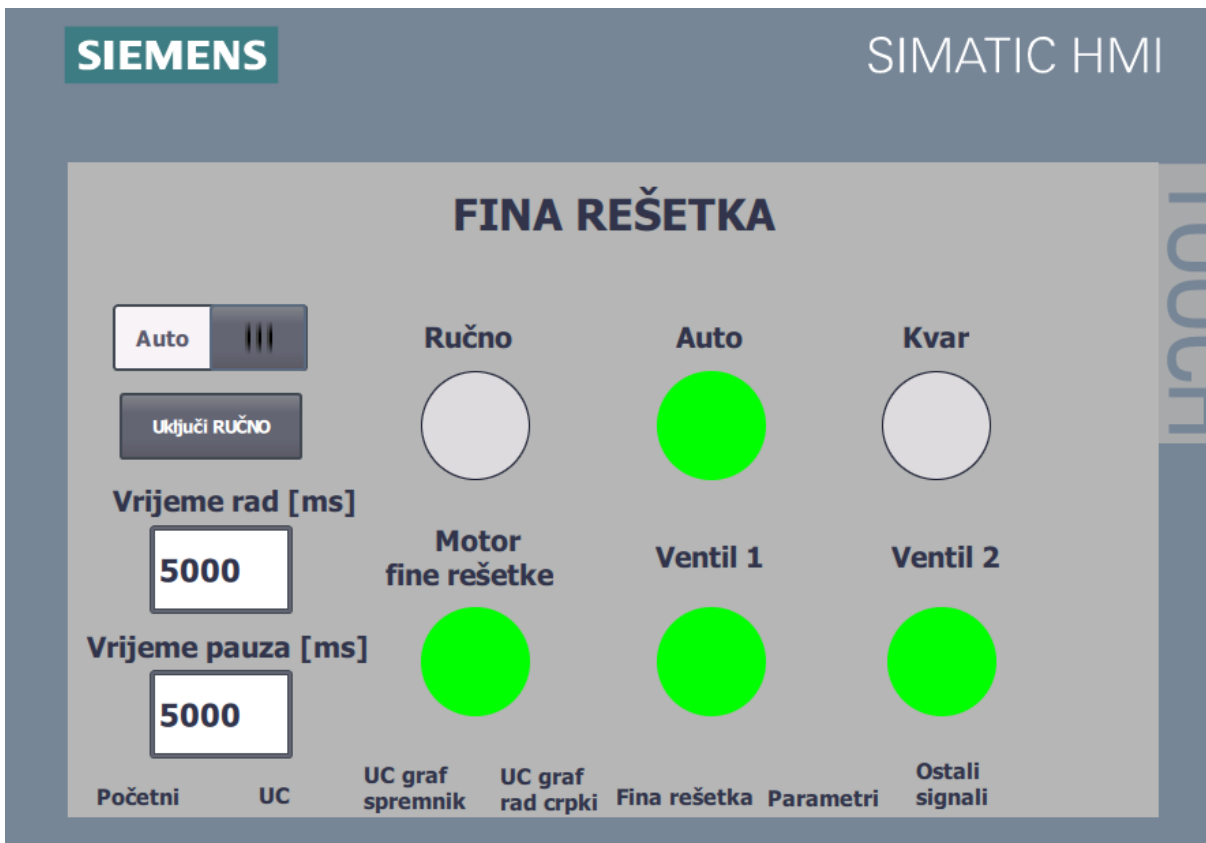 SIEMENS
SIMATIC HMI
TOUCH
FINA REŠETKA
Auto
Ručno
Auto
Kvar
Uključi RUČNO
Vrijeme rad [ms]
5000
Motor
fine rešetke
Ventil 1
Ventil 2
Vrijeme pauza [ms]
5000
Početni
UC
UC graf
spremnik
UC graf
rad crpki
Fina rešetka
Parametri
Ostali
signali